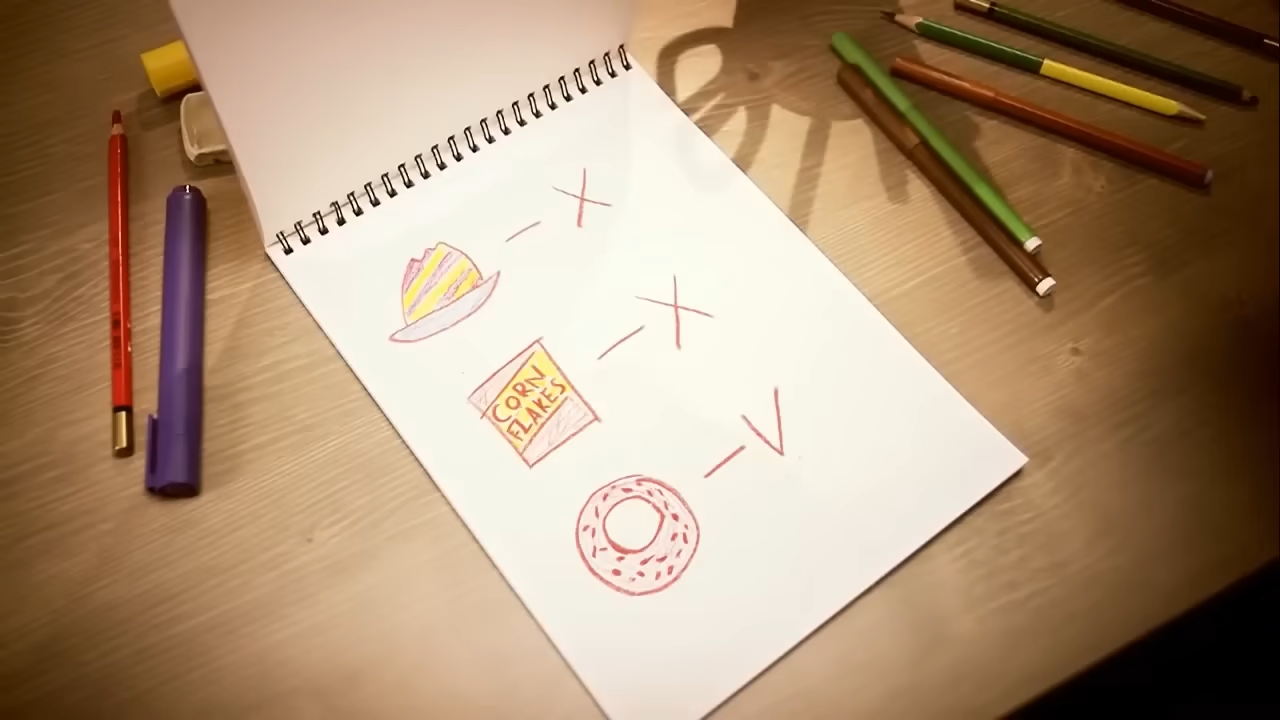 - X
CORN
FLAKES
- X
- V